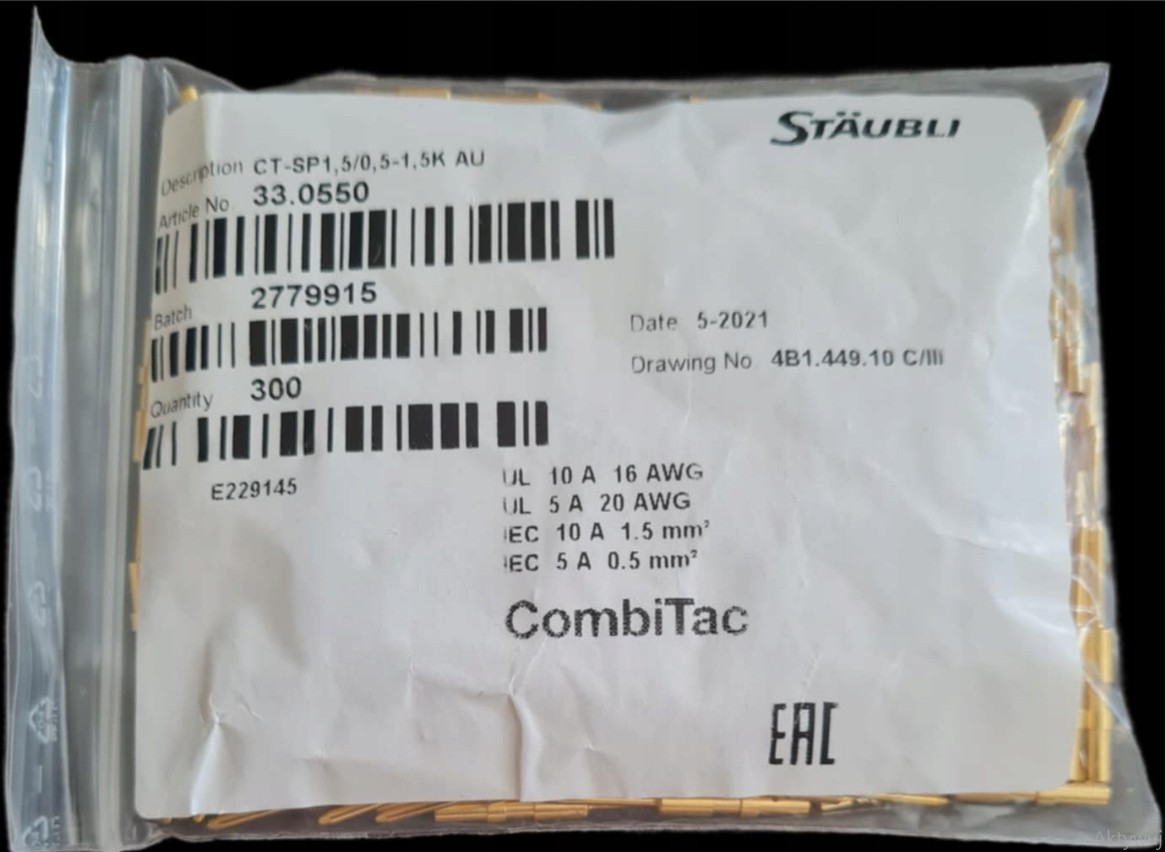 STÄUBLI
Description CT-SP1,5/0,5-1,5K AU
Article No. 33.0550
Batch 2779915
Date 5-2021
Drawing No 4B1.449.10 C/III
Quantity 300
E229145
UL 10 A 16 AWG
UL 5 A 20 AWG
IEC 10 A 1.5 mm²
IEC 5 A 0.5 mm²
CombiTac
EAC
Aktywuj